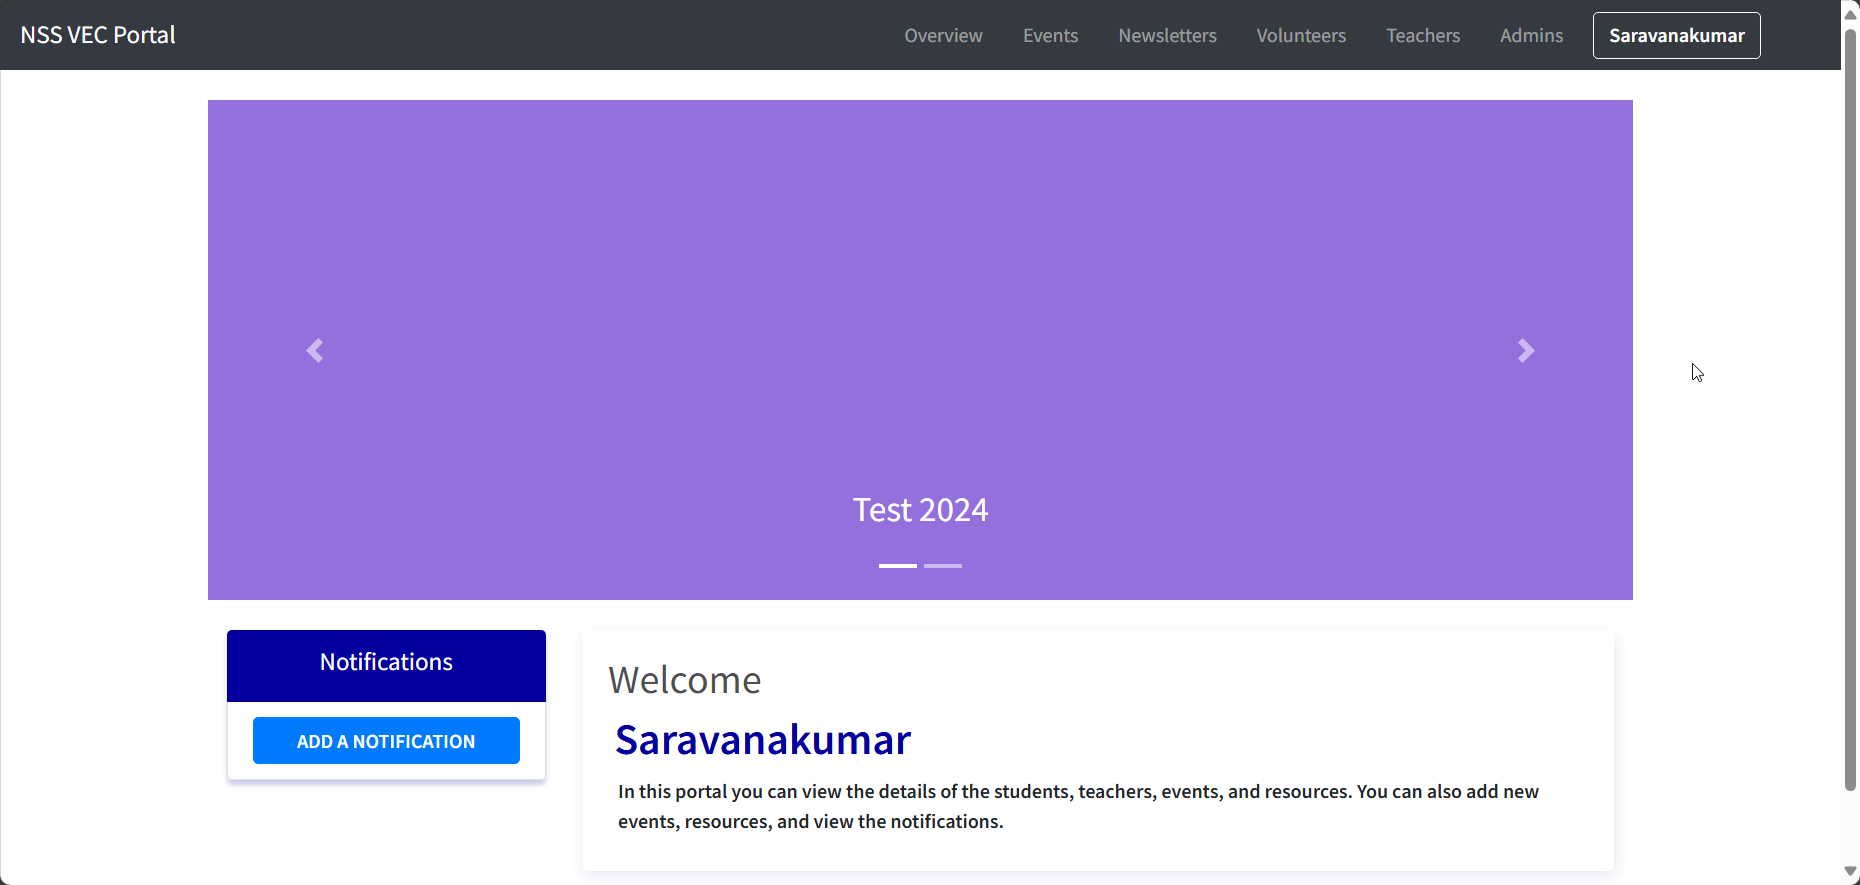 NSS VEC Portal
Overview
Events
Newsletters
Volunteers
Teachers
Admins
Saravanakumar
Test 2024
Notifications
ADD A NOTIFICATION
Welcome
Saravanakumar
In this portal you can view the details of the students, teachers, events, and resources. You can also add new
events, resources, and view the notifications.